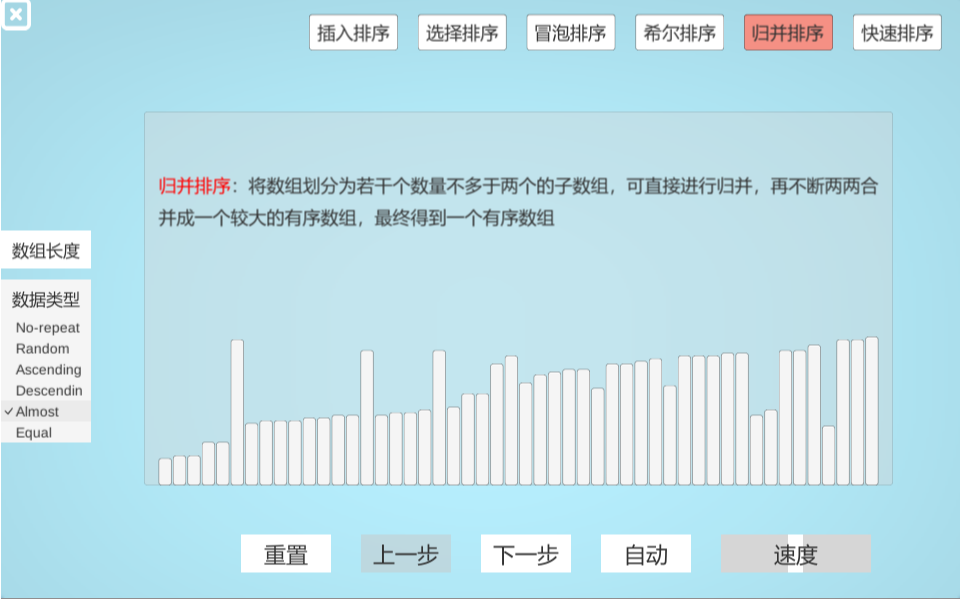 插入排序
选择排序
冒泡排序
希尔排序
归并排序
快速排序
归并排序：将数组划分为若干个数量不多于两个的子数组，可直接进行归并，再不断两两合
并成一个较大的有序数组，最终得到一个有序数组
数组长度
数据类型
No-repeat
Random
Ascending
Descendin
Almost
Equal
重置
上一步
下一步
自动
速度